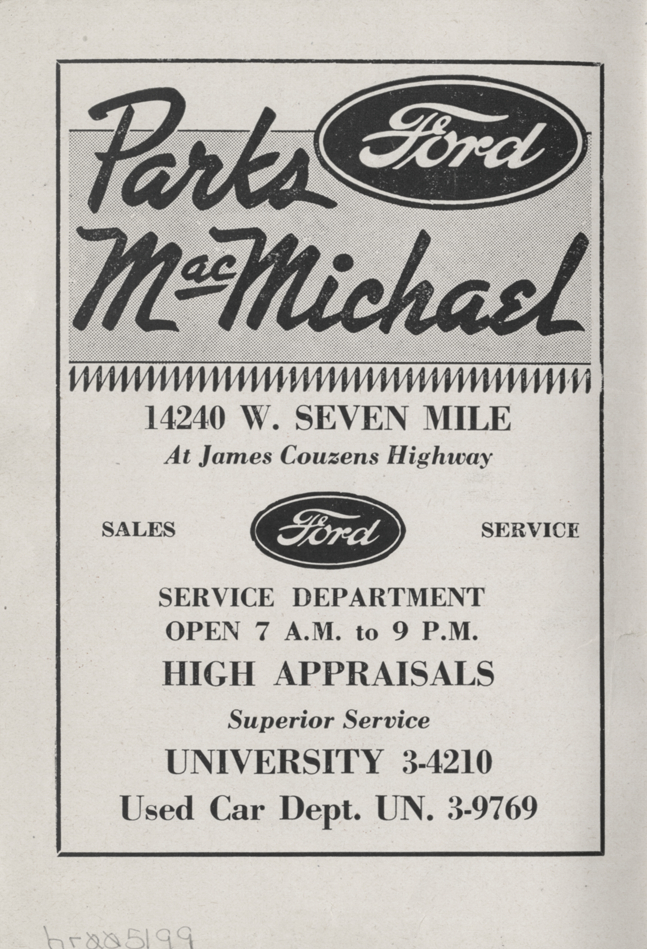 Parks Ford
MacMichael
14240 W. SEVEN MILE
At James Couzens Highway
SALES Ford SERVICE
SERVICE DEPARTMENT
OPEN 7 A.M. to 9 P.M.
HIGH APPRAISALS
Superior Service
UNIVERSITY 3-4210
Used Car Dept. UN. 3-9769